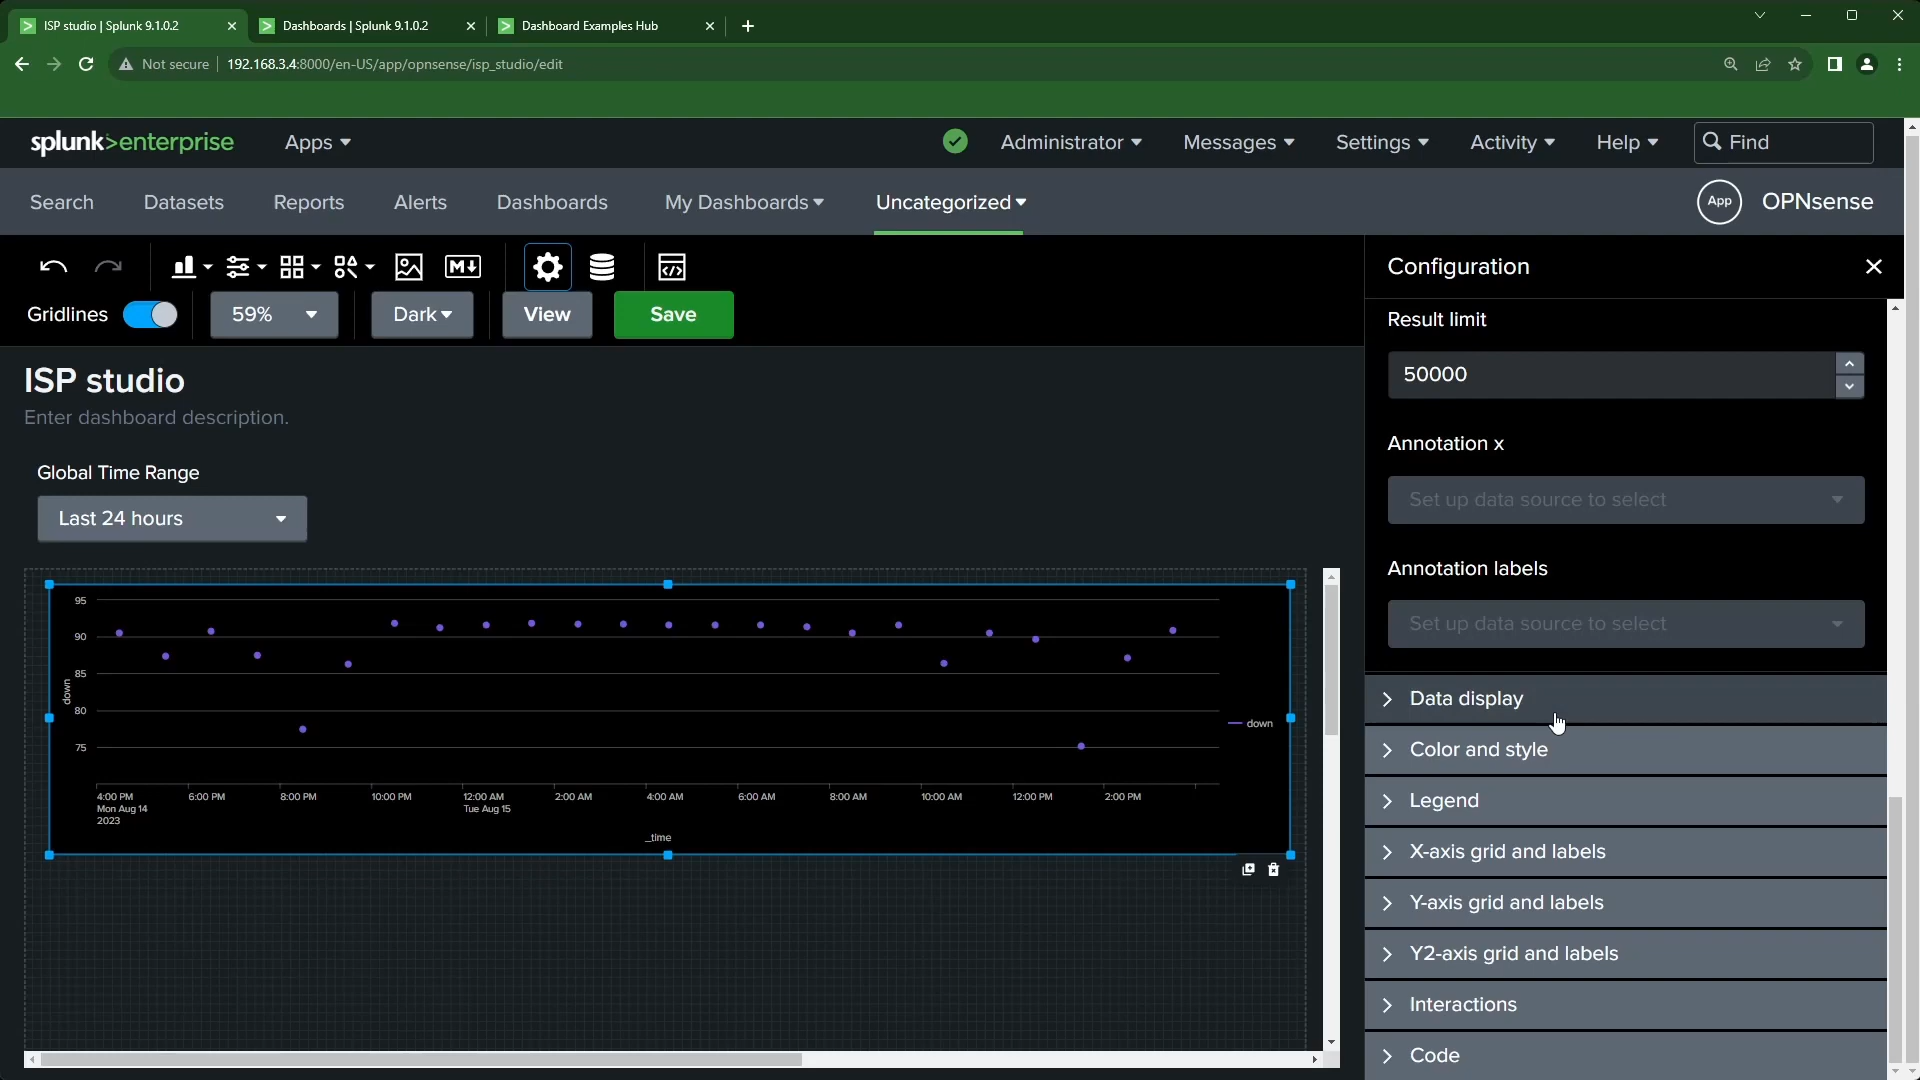 ISP studio | Splunk 9.1.0.2
Dashboards | Splunk 9.1.0.2
Dashboard Examples Hub
Not secure
192.168.3.4:8000/en-US/app/opnsense/isp_studio/edit
splunk>enterprise
Apps
Administrator
Messages
Settings
Activity
Help
Find
Search
Datasets
Reports
Alerts
Dashboards
My Dashboards
Uncategorized
App
OPNsense
M
Gridlines
59%
Dark
View
Save
Configuration
Result limit
50000
Annotation x
Set up data source to select
Annotation labels
Set up data source to select
Data display
Color and style
Legend
X-axis grid and labels
Y-axis grid and labels
Y2-axis grid and labels
Interactions
Code
ISP studio
Enter dashboard description.
Global Time Range
Last 24 hours
95
90
85
80
75
down
down
4:00 PM
Mon Aug 14
2023
6:00 PM
8:00 PM
10:00 PM
12:00 AM
Tue Aug 15
2:00 AM
4:00 AM
6:00 AM
8:00 AM
10:00 AM
12:00 PM
2:00 PM
_time